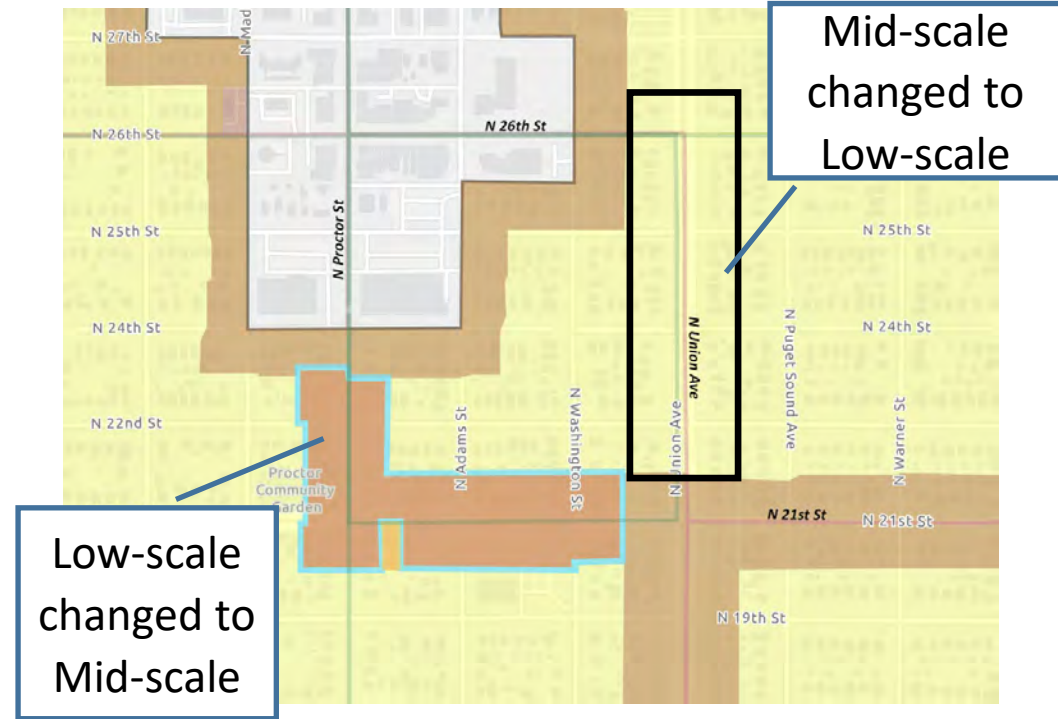 Mid-scale
changed to
Low-scale
N 27th St
N Mad
N 26th St
N 26th St
N 25th St
N Proctor St
N 25th St
N 24th St
N Union Ave
N Puget Sound Ave
N 24th St
N 22nd St
N Adams St
N Washington St
N Union Ave
N Warner St
Proctor
Community
Garden
N 21st St
N 21st St
Low-scale
changed to
Mid-scale
N 19th St